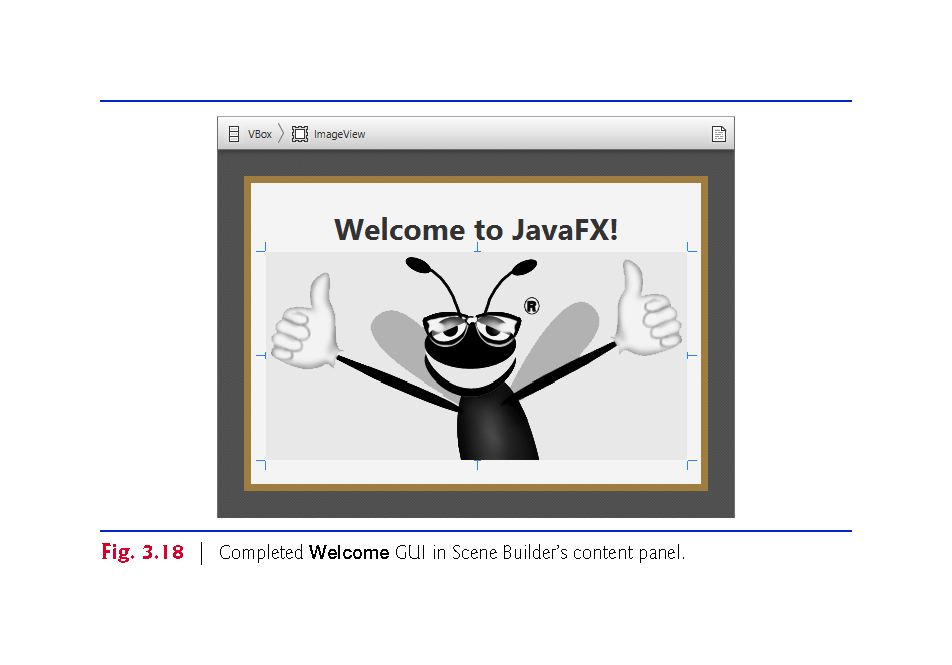 VBox ImageView
Welcome to JavaFX!
®
Fig. 3.18 | Completed Welcome GUI in Scene Builder’s content panel.